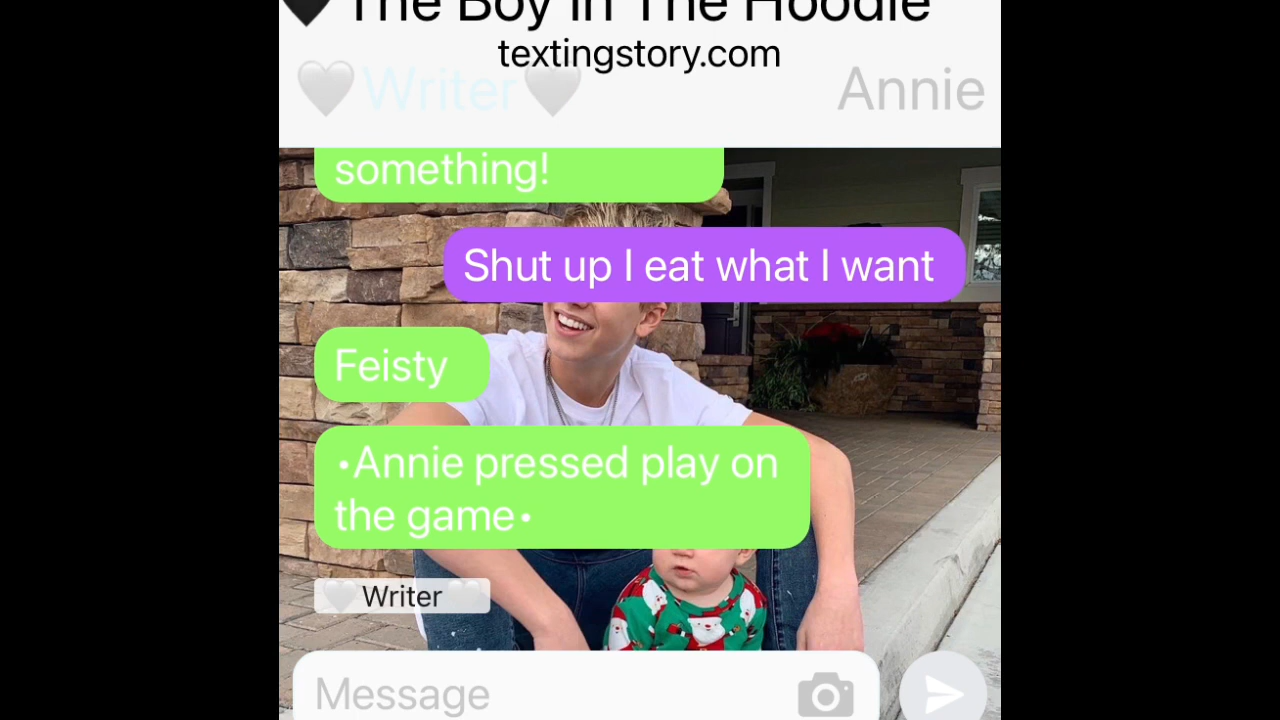 🖤The Boy In The Hoodie
textingstory.com
🤍Writer🤍
Annie
something!
Shut up I eat what I want
Feisty
•Annie pressed play on
the game•
🤍Writer🤍
Message